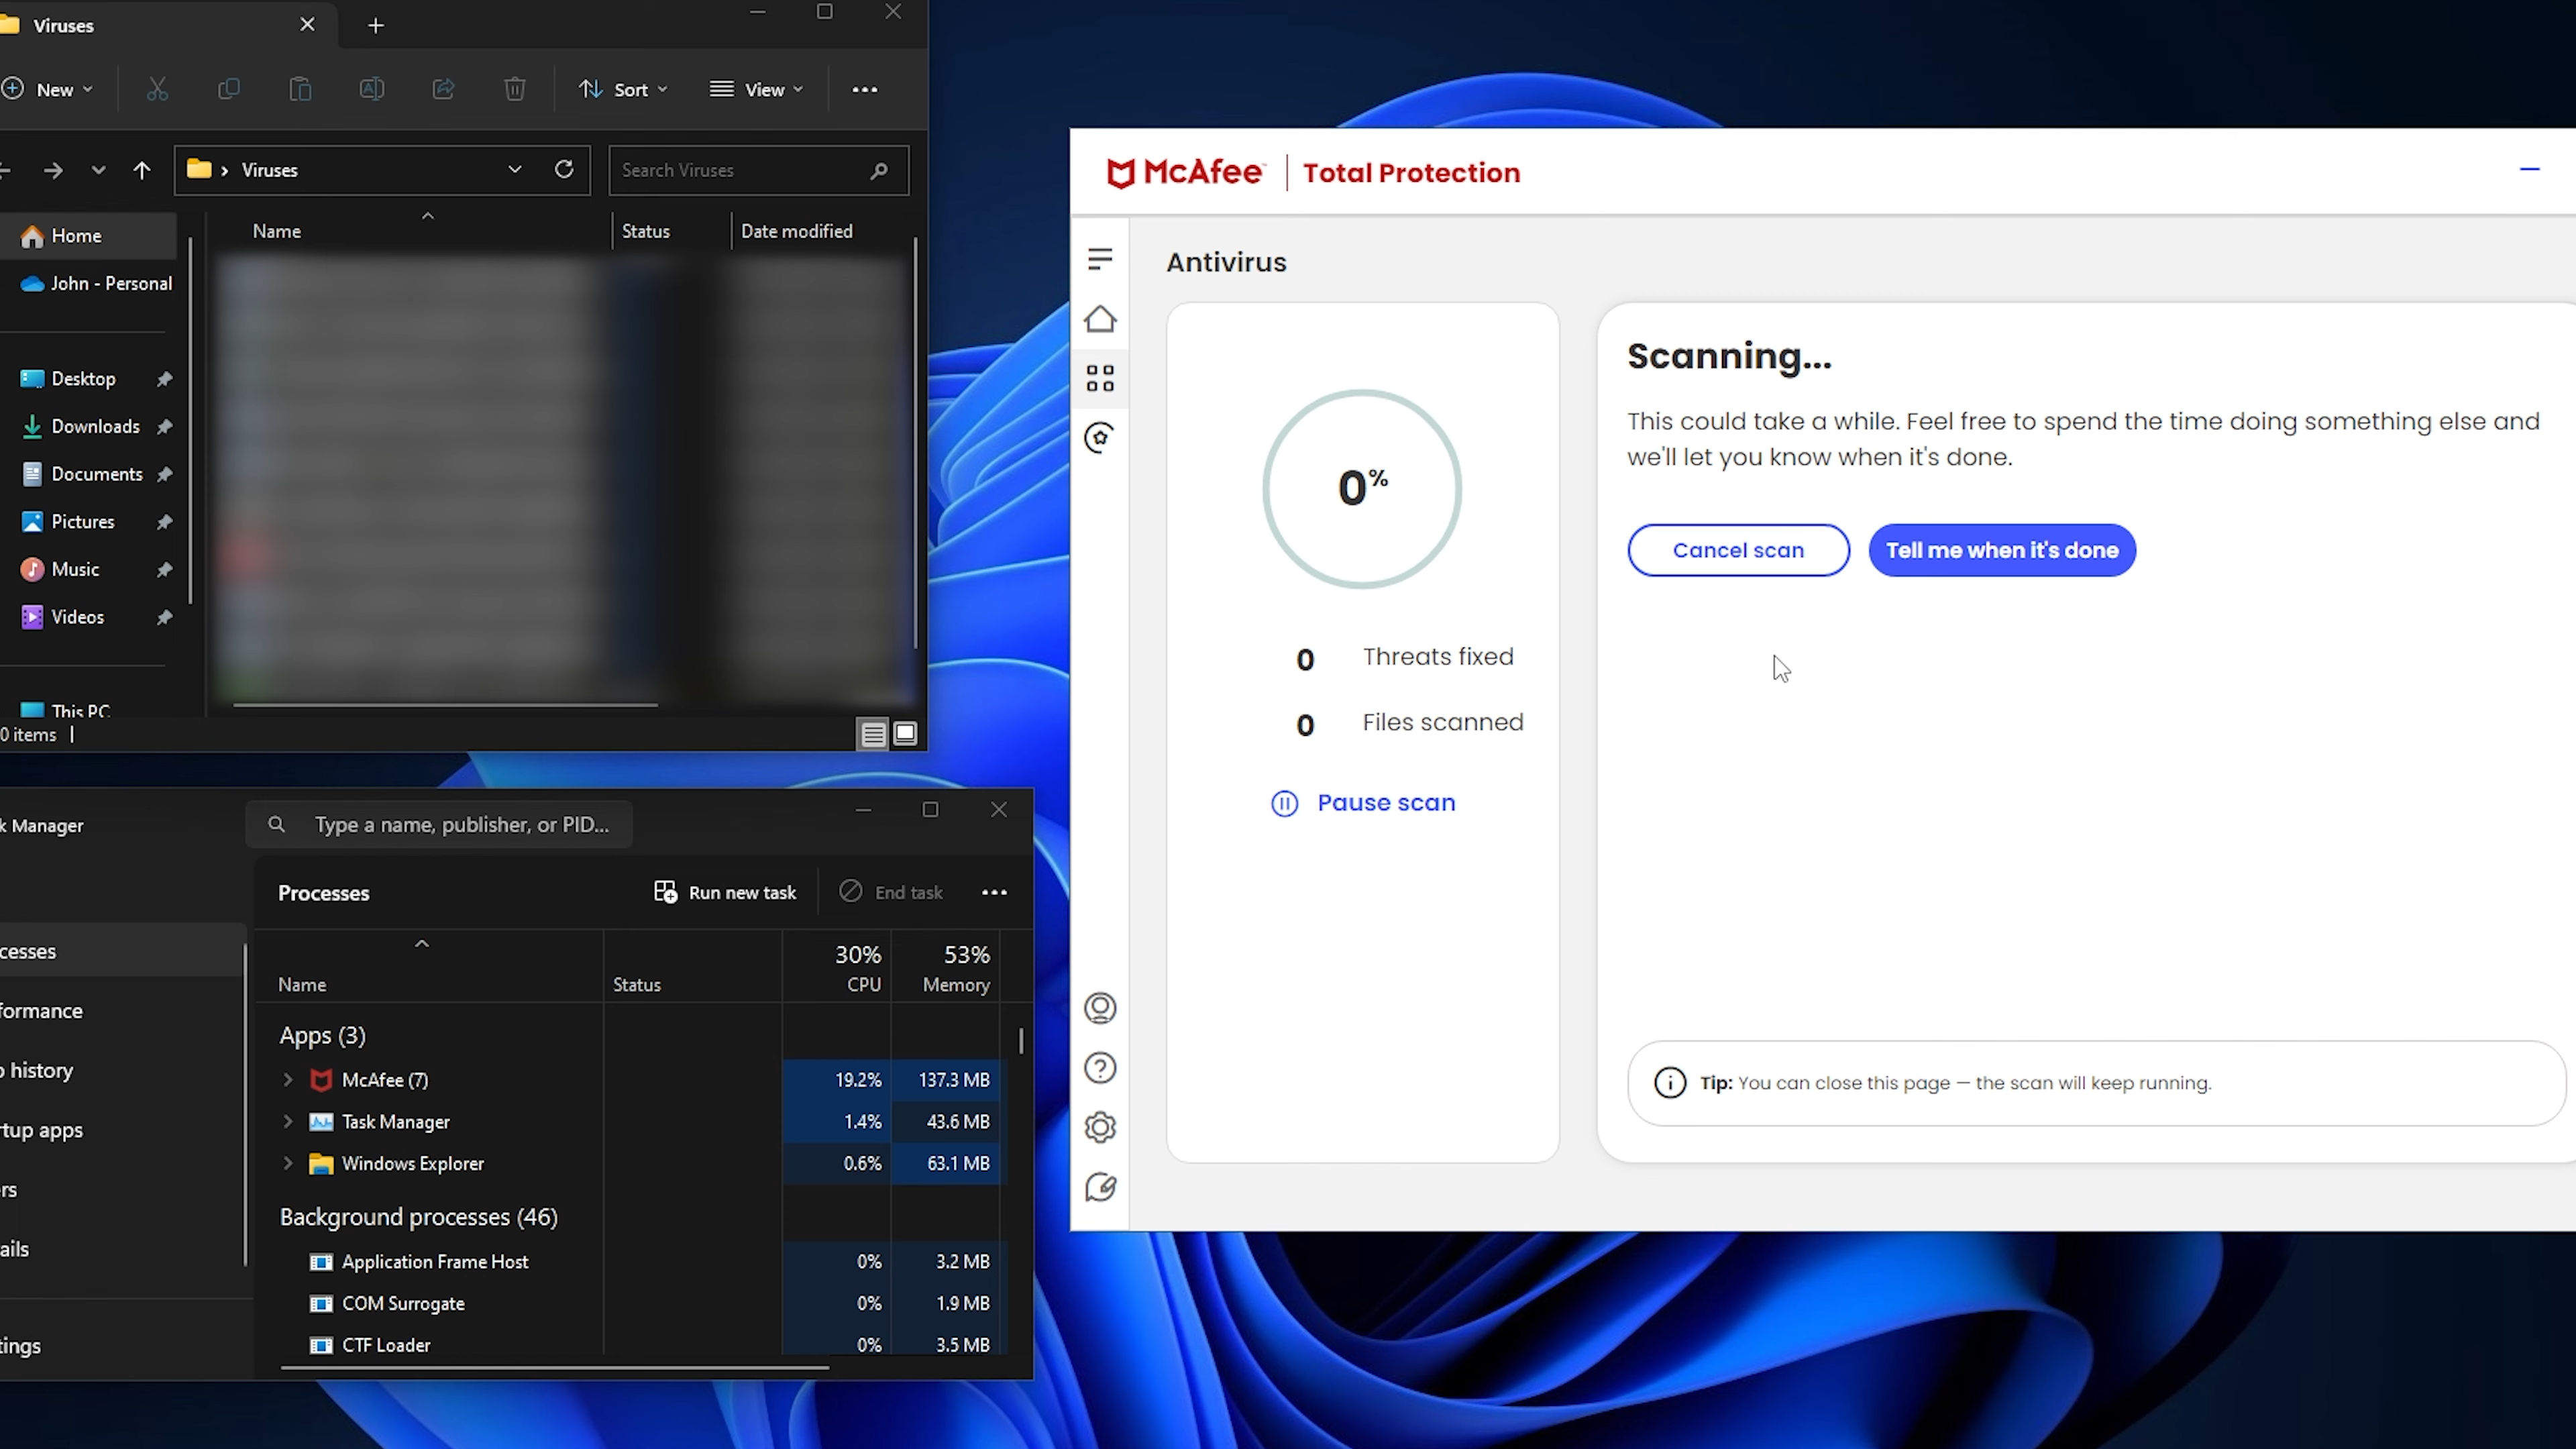 Viruses
New
Sort
View
Viruses
Search Viruses
Name
Status
Date modified
Home
John - Personal
Desktop
Downloads
Documents
Pictures
Music
Videos
This PC
0 items
k Manager
Type a name, publisher, or PID...
Processes
Run new task
End task
cesses
formance
o history
rtup apps
rs
ails
tings
30%
53%
Name
Status
CPU
Memory
Apps (3)
McAfee (7)
19.2%
137.3 MB
Task Manager
1.4%
43.6 MB
Windows Explorer
0.6%
63.1 MB
Background processes (46)
Application Frame Host
0%
3.2 MB
COM Surrogate
0%
1.9 MB
CTF Loader
0%
3.5 MB
McAfee™
Total Protection
Antivirus
0%
0 Threats fixed
0 Files scanned
Pause scan
Scanning...
This could take a while. Feel free to spend the time doing something else and
we'll let you know when it's done.
Cancel scan
Tell me when it's done
Tip: You can close this page — the scan will keep running.